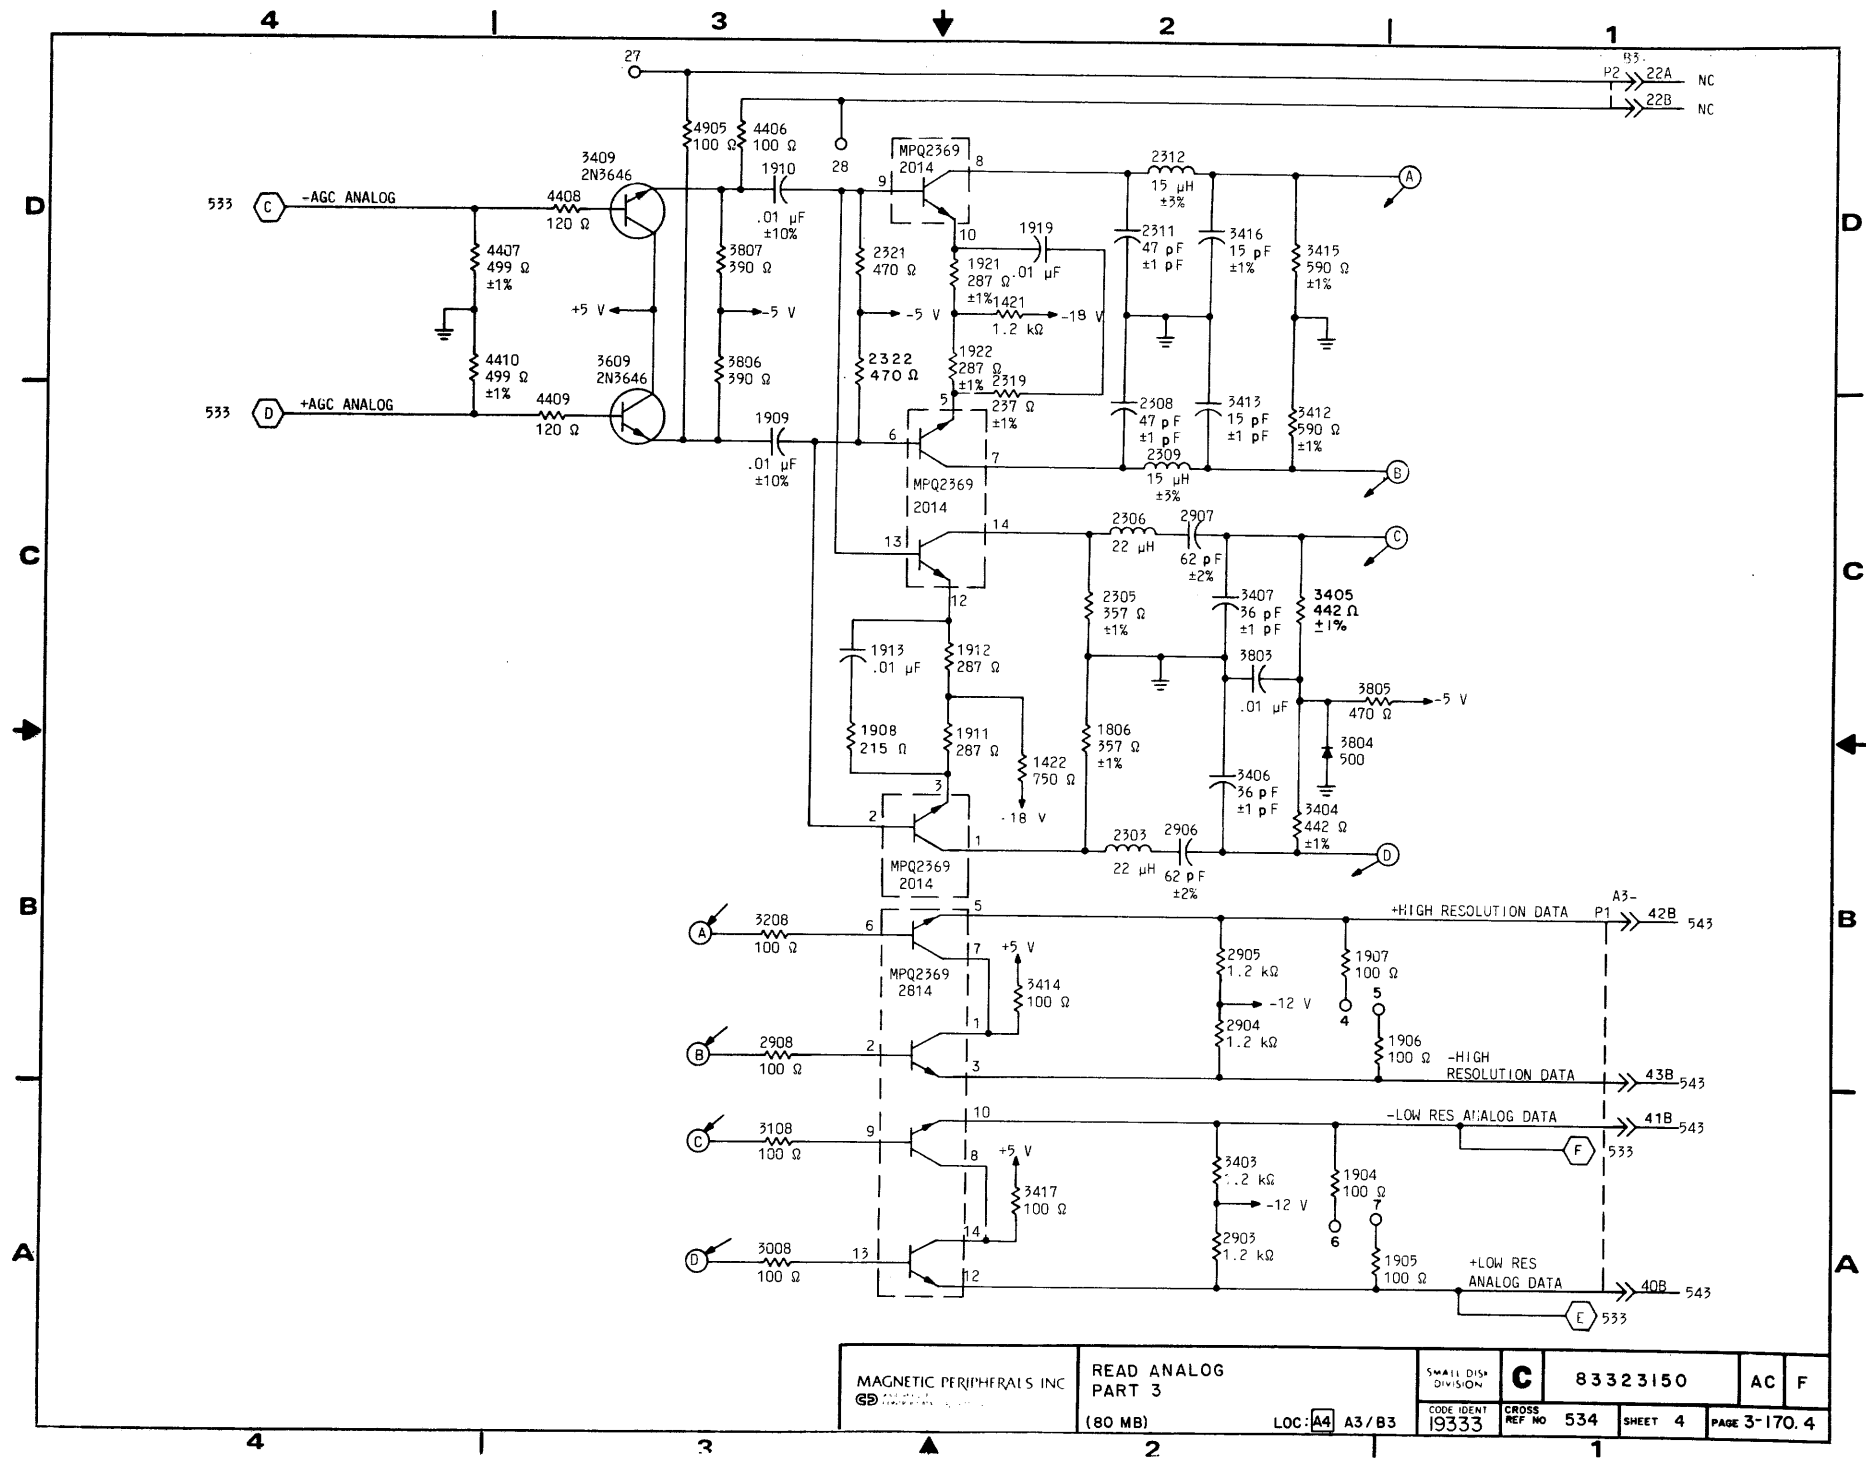 4 3 2 1
27
B3-
P2 22A NC
22B NC
4905
100 Ω
4406
100 Ω
28
3409
2N3646
1910
.01 µF
±10%
MPQ2369
2014
8
9
10
2312
15 µH
±3%
A
D
533 C -AGC ANALOG
4408
120 Ω
D
4407
499 Ω
±1%
3807
390 Ω
2321
470 Ω
1919
.01 µF
1921
287 Ω
±1%
2311
47 pF
±1 pF
3416
15 pF
±1%
3415
590 Ω
±1%
+5 V
-5 V
-5 V
1421
1.2 kΩ
-18 V
4410
499 Ω
±1%
3609
2N3646
3806
390 Ω
2322
470 Ω
1922
287 Ω
±1%
2319
237 Ω
±1%
533 D +AGC ANALOG
4409
120 Ω
1909
.01 µF
±10%
5
6
7
MPQ2369
2014
2308
47 pF
±1 pF
3413
15 pF
±1 pF
3412
590 Ω
±1%
2309
15 µH
±3%
B
C
13
14
12
2306
22 µH
2907
62 pF
±2%
C
C
2305
357 Ω
±1%
3407
36 pF
±1 pF
3405
442 Ω
±1%
1913
.01 µF
1912
287 Ω
3803
.01 µF
3805
470 Ω
-5 V
1908
215 Ω
1911
287 Ω
1422
750 Ω
-18 V
1806
357 Ω
±1%
3804
500
3406
36 pF
±1 pF
3404
442 Ω
±1%
3
2
1
MPQ2369
2014
2303
22 µH
2906
62 pF
±2%
D
B
A
3208
100 Ω
6
5
7
+HIGH RESOLUTION DATA
A3-
P1 42B 543
B
MPQ2369
2814
+5 V
3414
100 Ω
2905
1.2 kΩ
-12 V
2904
1.2 kΩ
1907
100 Ω
4
5
1906
100 Ω
B
2908
100 Ω
2
1
3
-HIGH
RESOLUTION DATA
43B 543
C
3108
100 Ω
9
10
8
-LOW RES ANALOG DATA
41B 543
F 533
+5 V
3417
100 Ω
3403
1.2 kΩ
-12 V
2903
1.2 kΩ
1904
100 Ω
6
7
1905
100 Ω
A
D
3008
100 Ω
13
14
12
+LOW RES
ANALOG DATA
40B 543
E 533
A
MAGNETIC PERIPHERALS INC
READ ANALOG
PART 3
(80 MB)
LOC: A4 A3/B3
SMALL DISK
DIVISION
C 83323150 AC F
CODE IDENT
19333
CROSS
REF NO 534
SHEET 4
PAGE 3-170.4
4 3 2 1